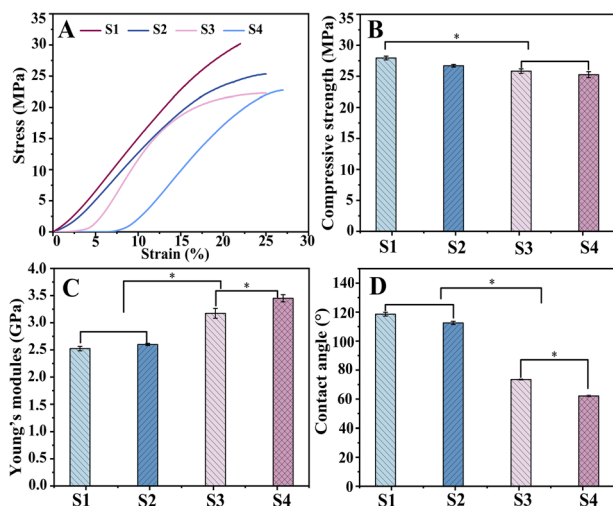 A
S1 S2 S3 S4
Stress (MPa)
35
30
25
20
15
10
5
0
0 5 10 15 20 25 30
Strain (%)
B
Compressive strength (MPa)
35
30
25
20
15
10
5
0
*
S1 S2 S3 S4
C
Young's modules (GPa)
4.0
3.5
3.0
2.5
2.0
1.5
1.0
0.5
0.0
*
*
S1 S2 S3 S4
D
Contact angle (°)
140
120
100
80
60
40
20
0
*
*
S1 S2 S3 S4